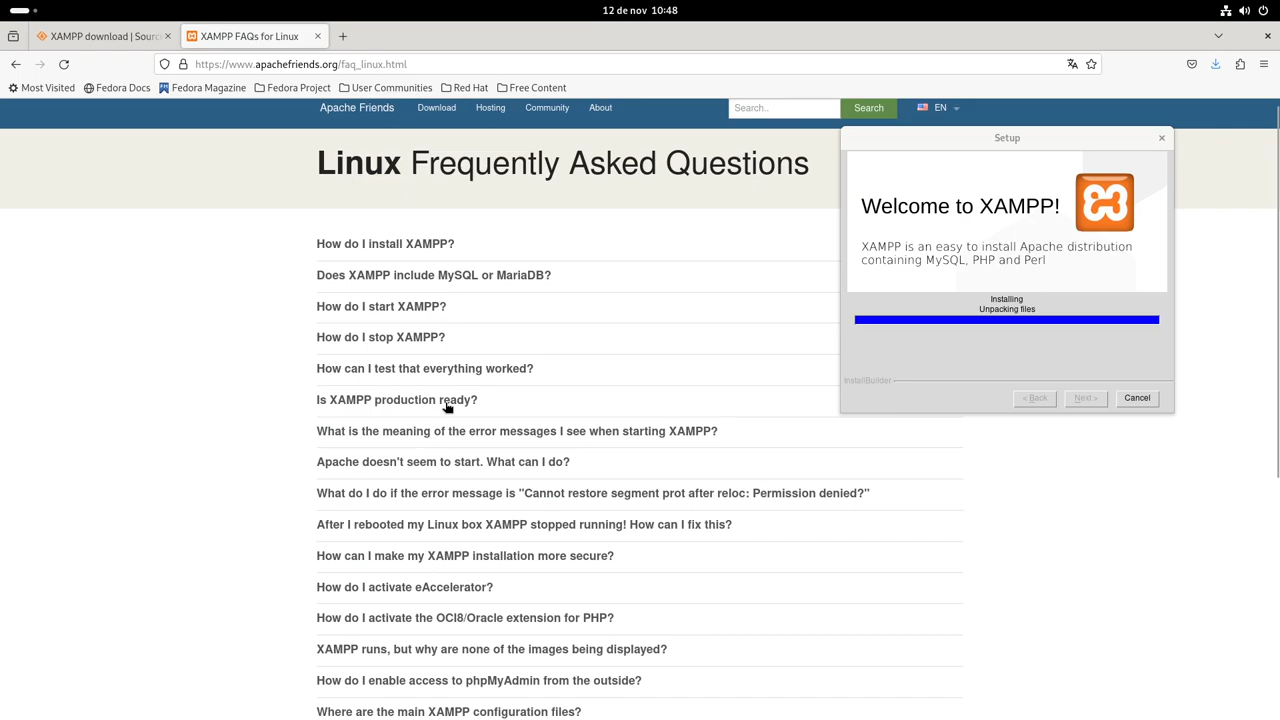 12 de nov 10:48
XAMPP download | Sourc
XAMPP FAQs for Linux
https://www.apachefriends.org/faq_linux.html
Most Visited
Fedora Docs
Fedora Magazine
Fedora Project
User Communities
Red Hat
Free Content
Apache Friends
Download
Hosting
Community
About
Search..
Search
EN
Linux Frequently Asked Questions
How do I install XAMPP?
Does XAMPP include MySQL or MariaDB?
How do I start XAMPP?
How do I stop XAMPP?
How can I test that everything worked?
Is XAMPP production ready?
What is the meaning of the error messages I see when starting XAMPP?
Apache doesn't seem to start. What can I do?
What do I do if the error message is "Cannot restore segment prot after reloc: Permission denied?"
After I rebooted my Linux box XAMPP stopped running! How can I fix this?
How can I make my XAMPP installation more secure?
How do I activate eAccelerator?
How do I activate the OCI8/Oracle extension for PHP?
XAMPP runs, but why are none of the images being displayed?
How do I enable access to phpMyAdmin from the outside?
Where are the main XAMPP configuration files?
Setup
Welcome to XAMPP!
XAMPP is an easy to install Apache distribution
containing MySQL, PHP and Perl
Installing
Unpacking files
InstallBuilder
< Back
Next >
Cancel